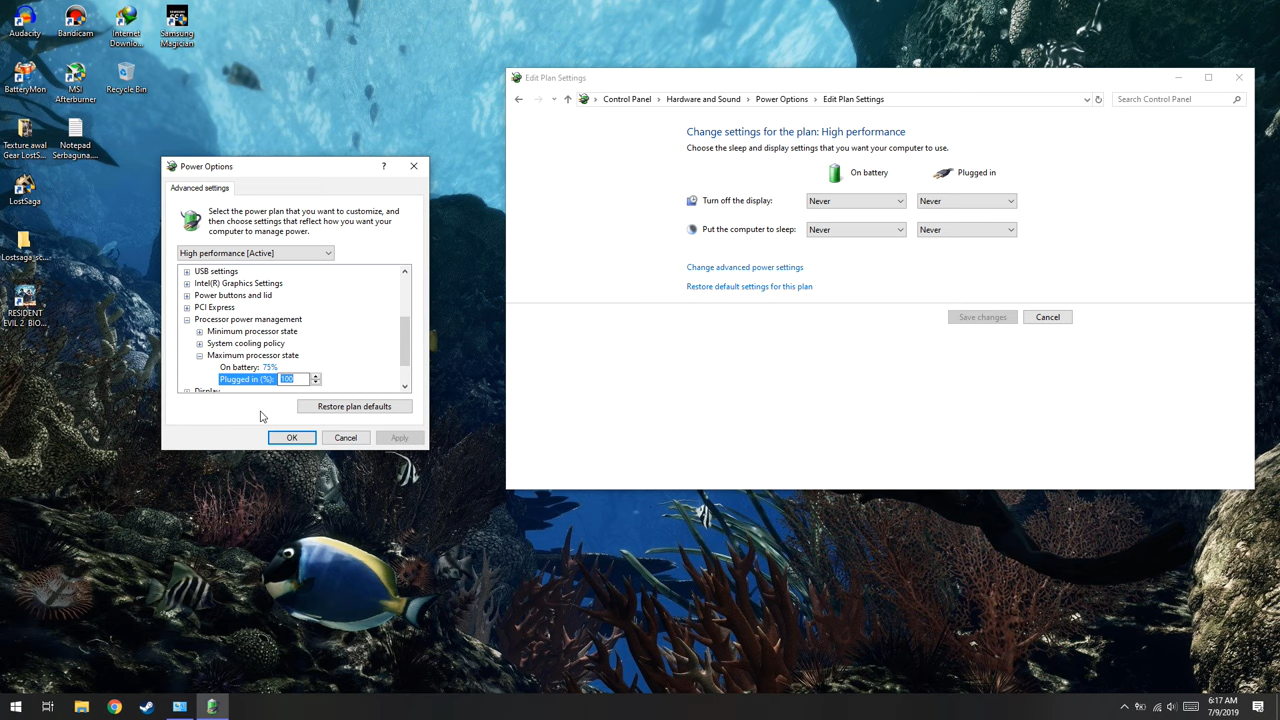 Audacity
Bandicam
Internet
Downlo...
Samsung
Magician
BatteryMon
MSI
Afterburner
Recycle Bin
Texture awal
Gear LostS...
Notepad
Serbaguna....
LostSaga
Lostsaga_sc...
RESIDENT
EVIL 2 BIO...
Power Options
?
Advanced settings
Select the power plan that you want to customize, and
then choose settings that reflect how you want your
computer to manage power.
High performance [Active]
USB settings
Intel(R) Graphics Settings
Power buttons and lid
PCI Express
Processor power management
Minimum processor state
System cooling policy
Maximum processor state
On battery: 75%
Plugged in (%): 100
Display
Restore plan defaults
OK Cancel Apply
Edit Plan Settings
Control Panel Hardware and Sound Power Options Edit Plan Settings
Search Control Panel
Change settings for the plan: High performance
Choose the sleep and display settings that you want your computer to use.
On battery Plugged in
Turn off the display: Never Never
Put the computer to sleep: Never Never
Change advanced power settings
Restore default settings for this plan
Save changes Cancel
6:17 AM
7/9/2019